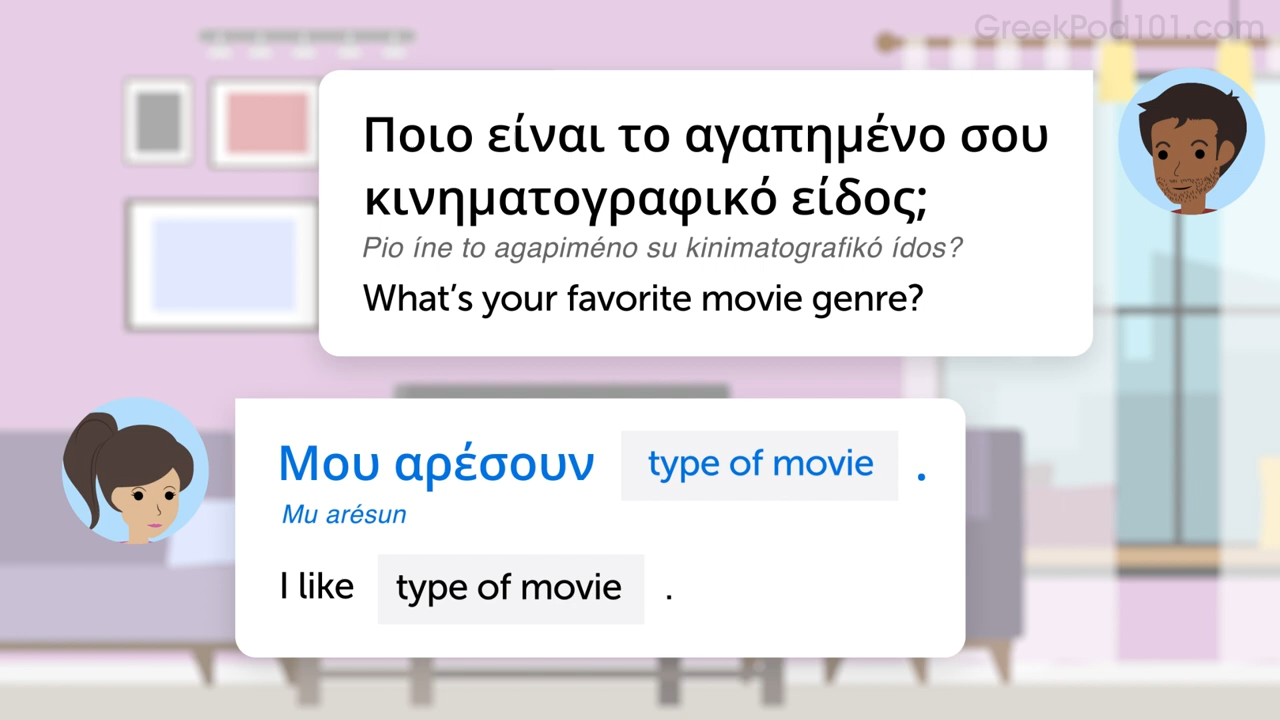 GreekPod101.com
Ποιο είναι το αγαπημένο σου
κινηματογραφικό είδος;
Pio íne to agapiméno su kinimatografikó ídos?
What's your favorite movie genre?
Μου αρέσουν type of movie .
Mu arésun
I like type of movie .